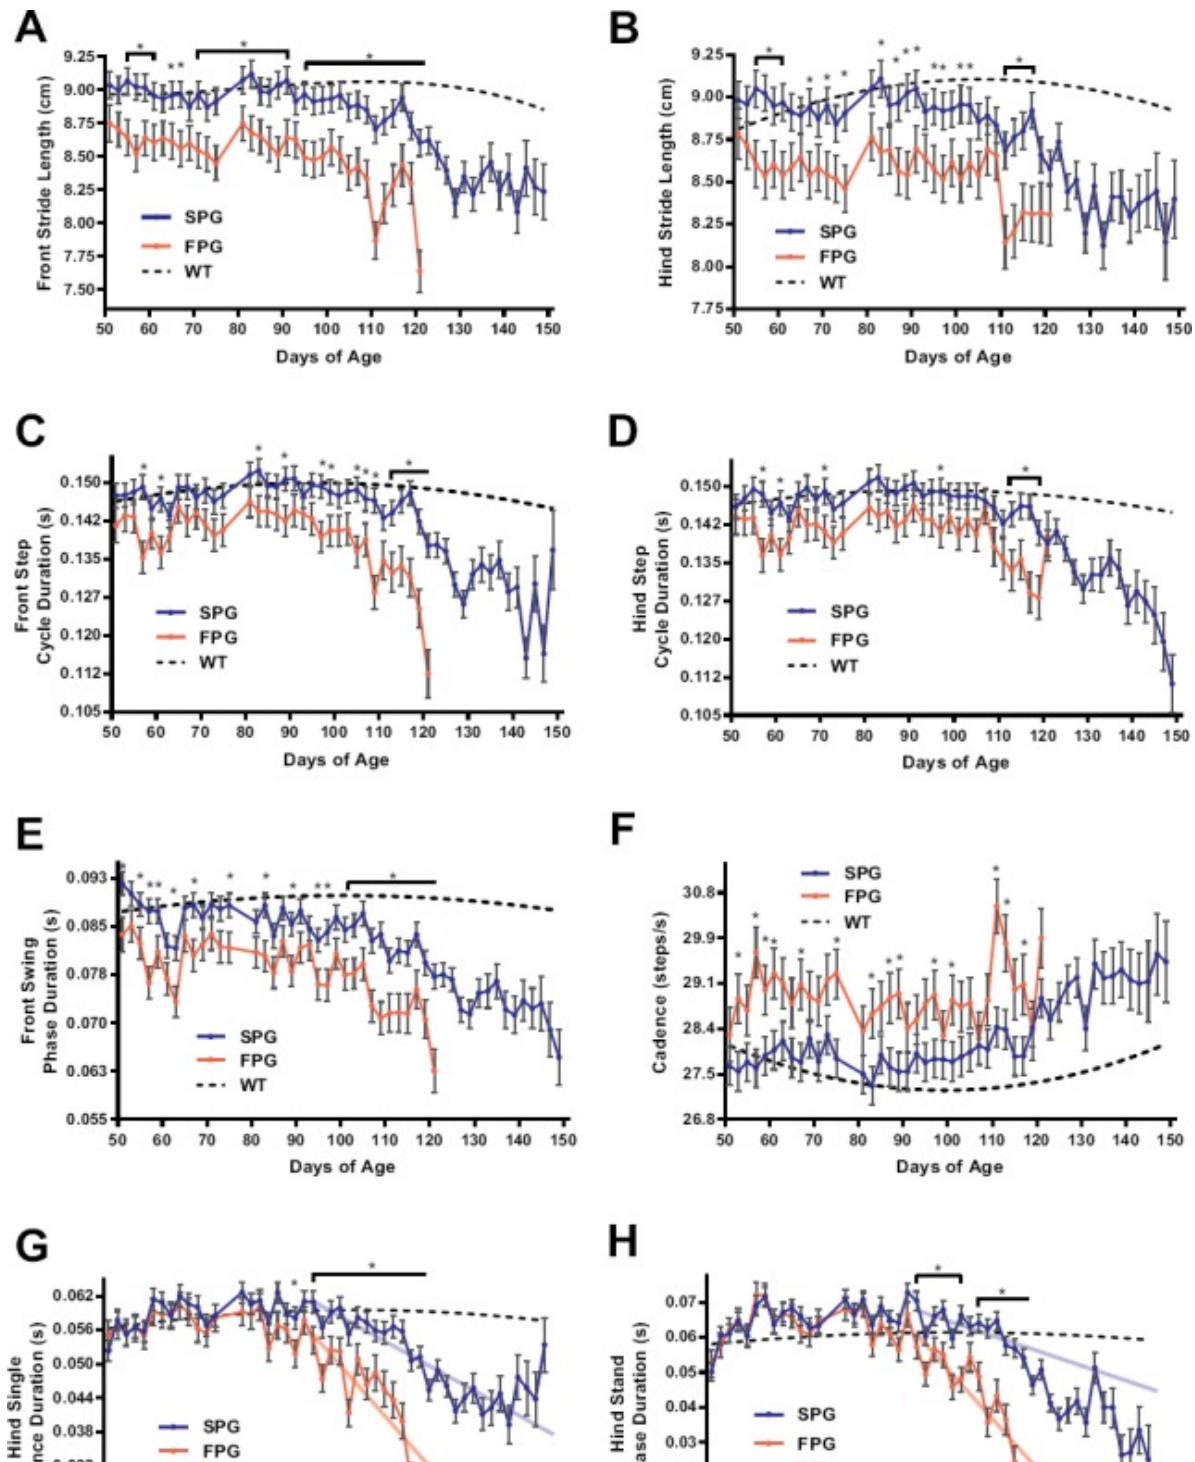 A
9.25
9.00
8.75
8.50
8.25
8.00
7.75
7.50
Front Stride Length (cm)
* ** * *
SPG
FPG
WT
50 60 70 80 90 100 110 120 130 140 150
Days of Age
B
9.25
9.00
8.75
8.50
8.25
8.00
7.75
Hind Stride Length (cm)
* * * * * * * * ** ** *
SPG
FPG
WT
50 60 70 80 90 100 110 120 130 140 150
Days of Age
C
0.150
0.142
0.135
0.127
0.120
0.112
0.105
Front Step
Cycle Duration (s)
* * * * * * * * * *
SPG
FPG
WT
50 60 70 80 90 100 110 120 130 140 150
Days of Age
D
0.150
0.142
0.135
0.127
0.120
0.112
0.105
Hind Step
Cycle Duration (s)
* * * * *
SPG
FPG
WT
50 60 70 80 90 100 110 120 130 140 150
Days of Age
E
0.093
0.085
0.078
0.070
0.063
0.055
Front Swing
Phase Duration (s)
* * ** * * * * * ** *
SPG
FPG
WT
50 60 70 80 90 100 110 120 130 140 150
Days of Age
F
30.8
29.9
29.1
28.4
27.5
26.8
Cadence (steps/s)
SPG
FPG
WT
* * * * * * * * * * * * * *
50 60 70 80 90 100 110 120 130 140 150
Days of Age
G
0.062
0.056
0.050
0.044
0.038
Hind Single
nce Duration (s)
* *
SPG
FPG
H
0.07
0.06
0.05
0.04
0.03
Hind Stand
ase Duration (s)
* *
SPG
FPG